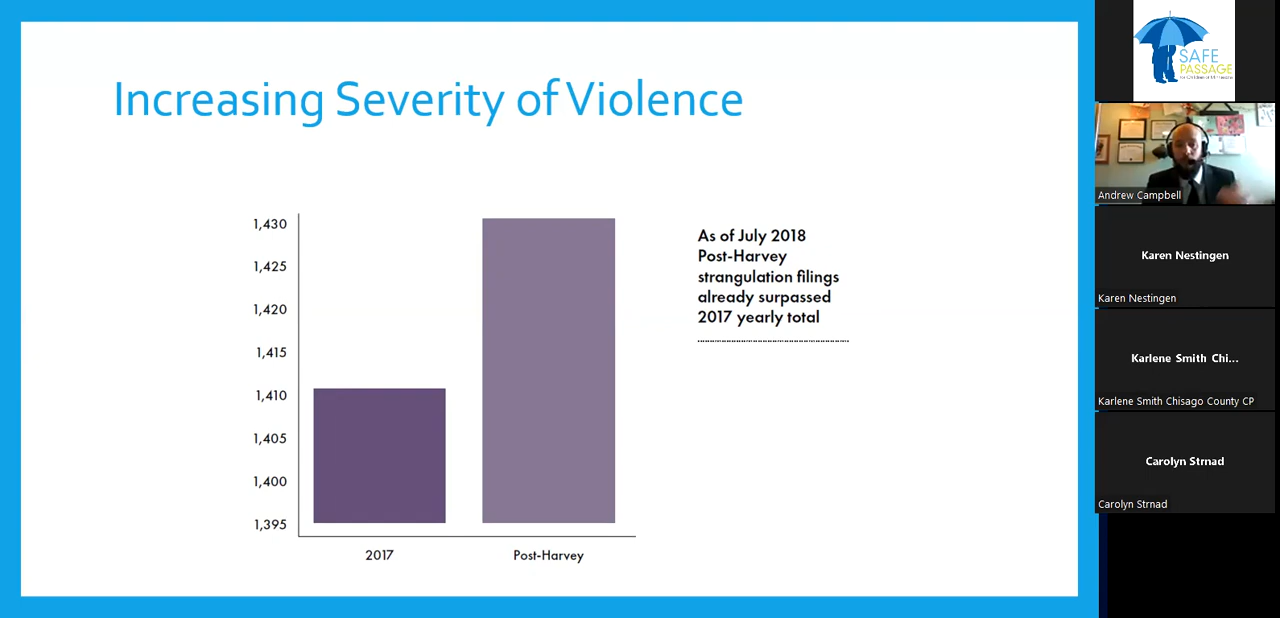 Increasing Severity of Violence
1,430
1,425
1,420
1,415
1,410
1,405
1,400
1,395
2017
Post-Harvey
As of July 2018
Post-Harvey
strangulation filings
already surpassed
2017 yearly total
SAFE
PASSAGE
Andrew Campbell
Karen Nestingen
Karen Nestingen
Karlene Smith Chi...
Karlene Smith Chisago County CP
Carolyn Strnad
Carolyn Strnad